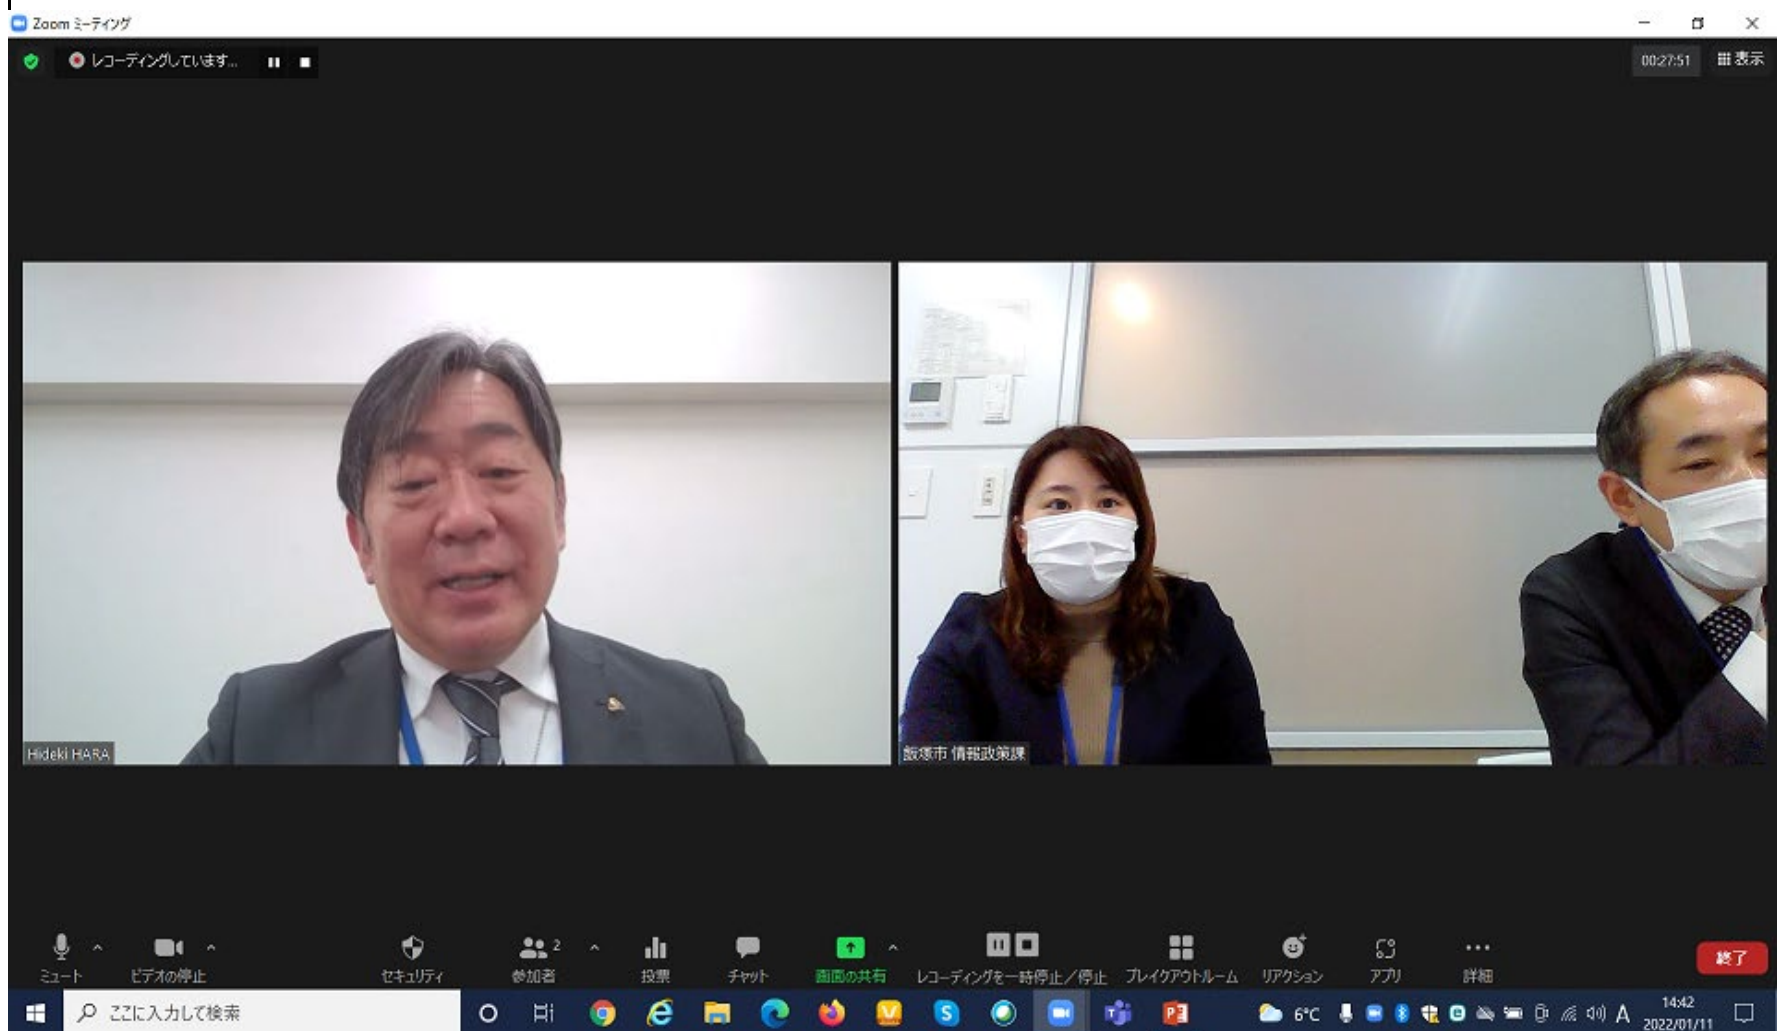 Zoom ミーティング
レコーディングしています...
00:27:51
表示
Hideki HARA
飯塚市 情報政策課
ミュート
ビデオの停止
セキュリティ
2
参加者
投票
チャット
画面の共有
レコーディングを一時停止／停止
ブレイクアウトルーム
リアクション
アプリ
詳細
終了
ここに入力して検索
6°C
A
14:42
2022/01/11